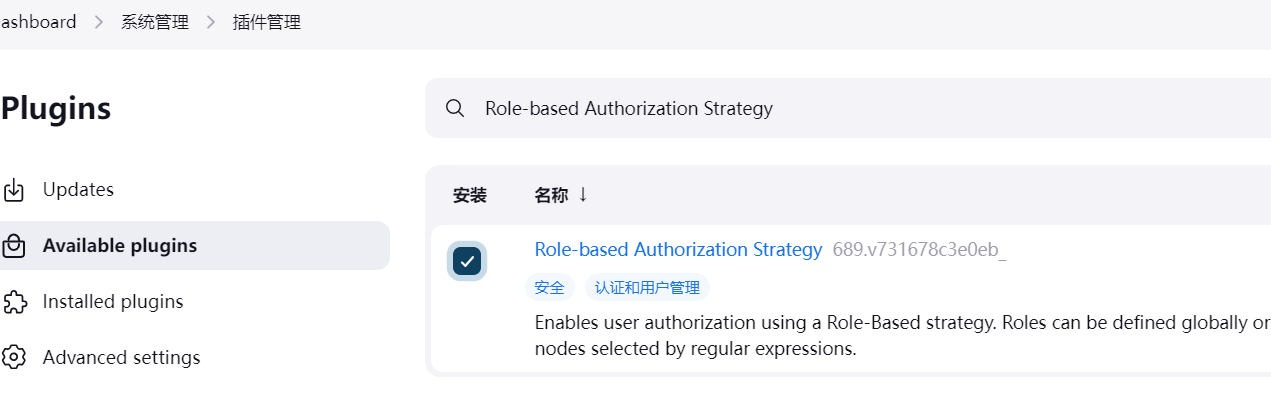 ashboard > 系统管理 > 插件管理
Plugins
Role-based Authorization Strategy
Updates
Available plugins
Installed plugins
Advanced settings
安装 名称 ↓
Role-based Authorization Strategy 689.v731678c3e0eb_
安全 认证和用户管理
Enables user authorization using a Role-Based strategy. Roles can be defined globally or
nodes selected by regular expressions.